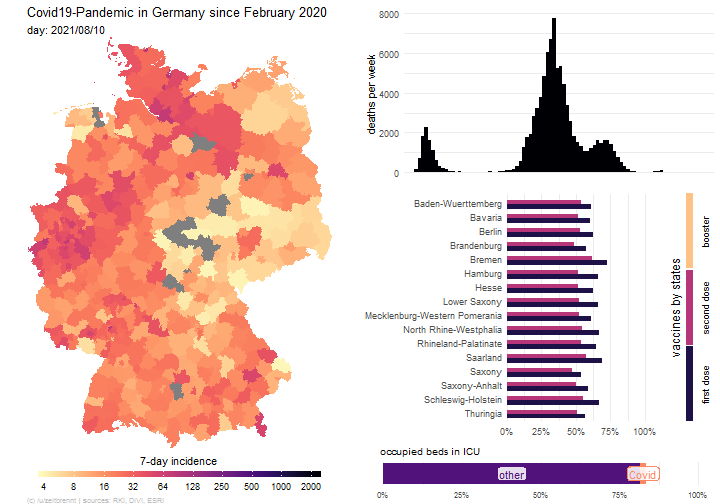 Covid19-Pandemic in Germany since February 2020
day: 2021/08/10
7-day incidence
4 8 16 32 64 120 250 500 1000 2000
(c) /u/zeitbrennt | sources: RKI, DIVI, ESRI
deaths per week
8000
6000
4000
2000
0
Baden-Wuerttemberg
Bavaria
Berlin
Brandenburg
Bremen
Hamburg
Hesse
Lower Saxony
Mecklenburg-Western Pomerania
North Rhine-Westphalia
Rhineland-Palatinate
Saarland
Saxony
Saxony-Anhalt
Schleswig-Holstein
Thuringia
0% 25% 50% 75% 100%
vaccines by states
booster
second dose
first dose
occupied beds in ICU
other
Covid
0% 25% 50% 75% 100%